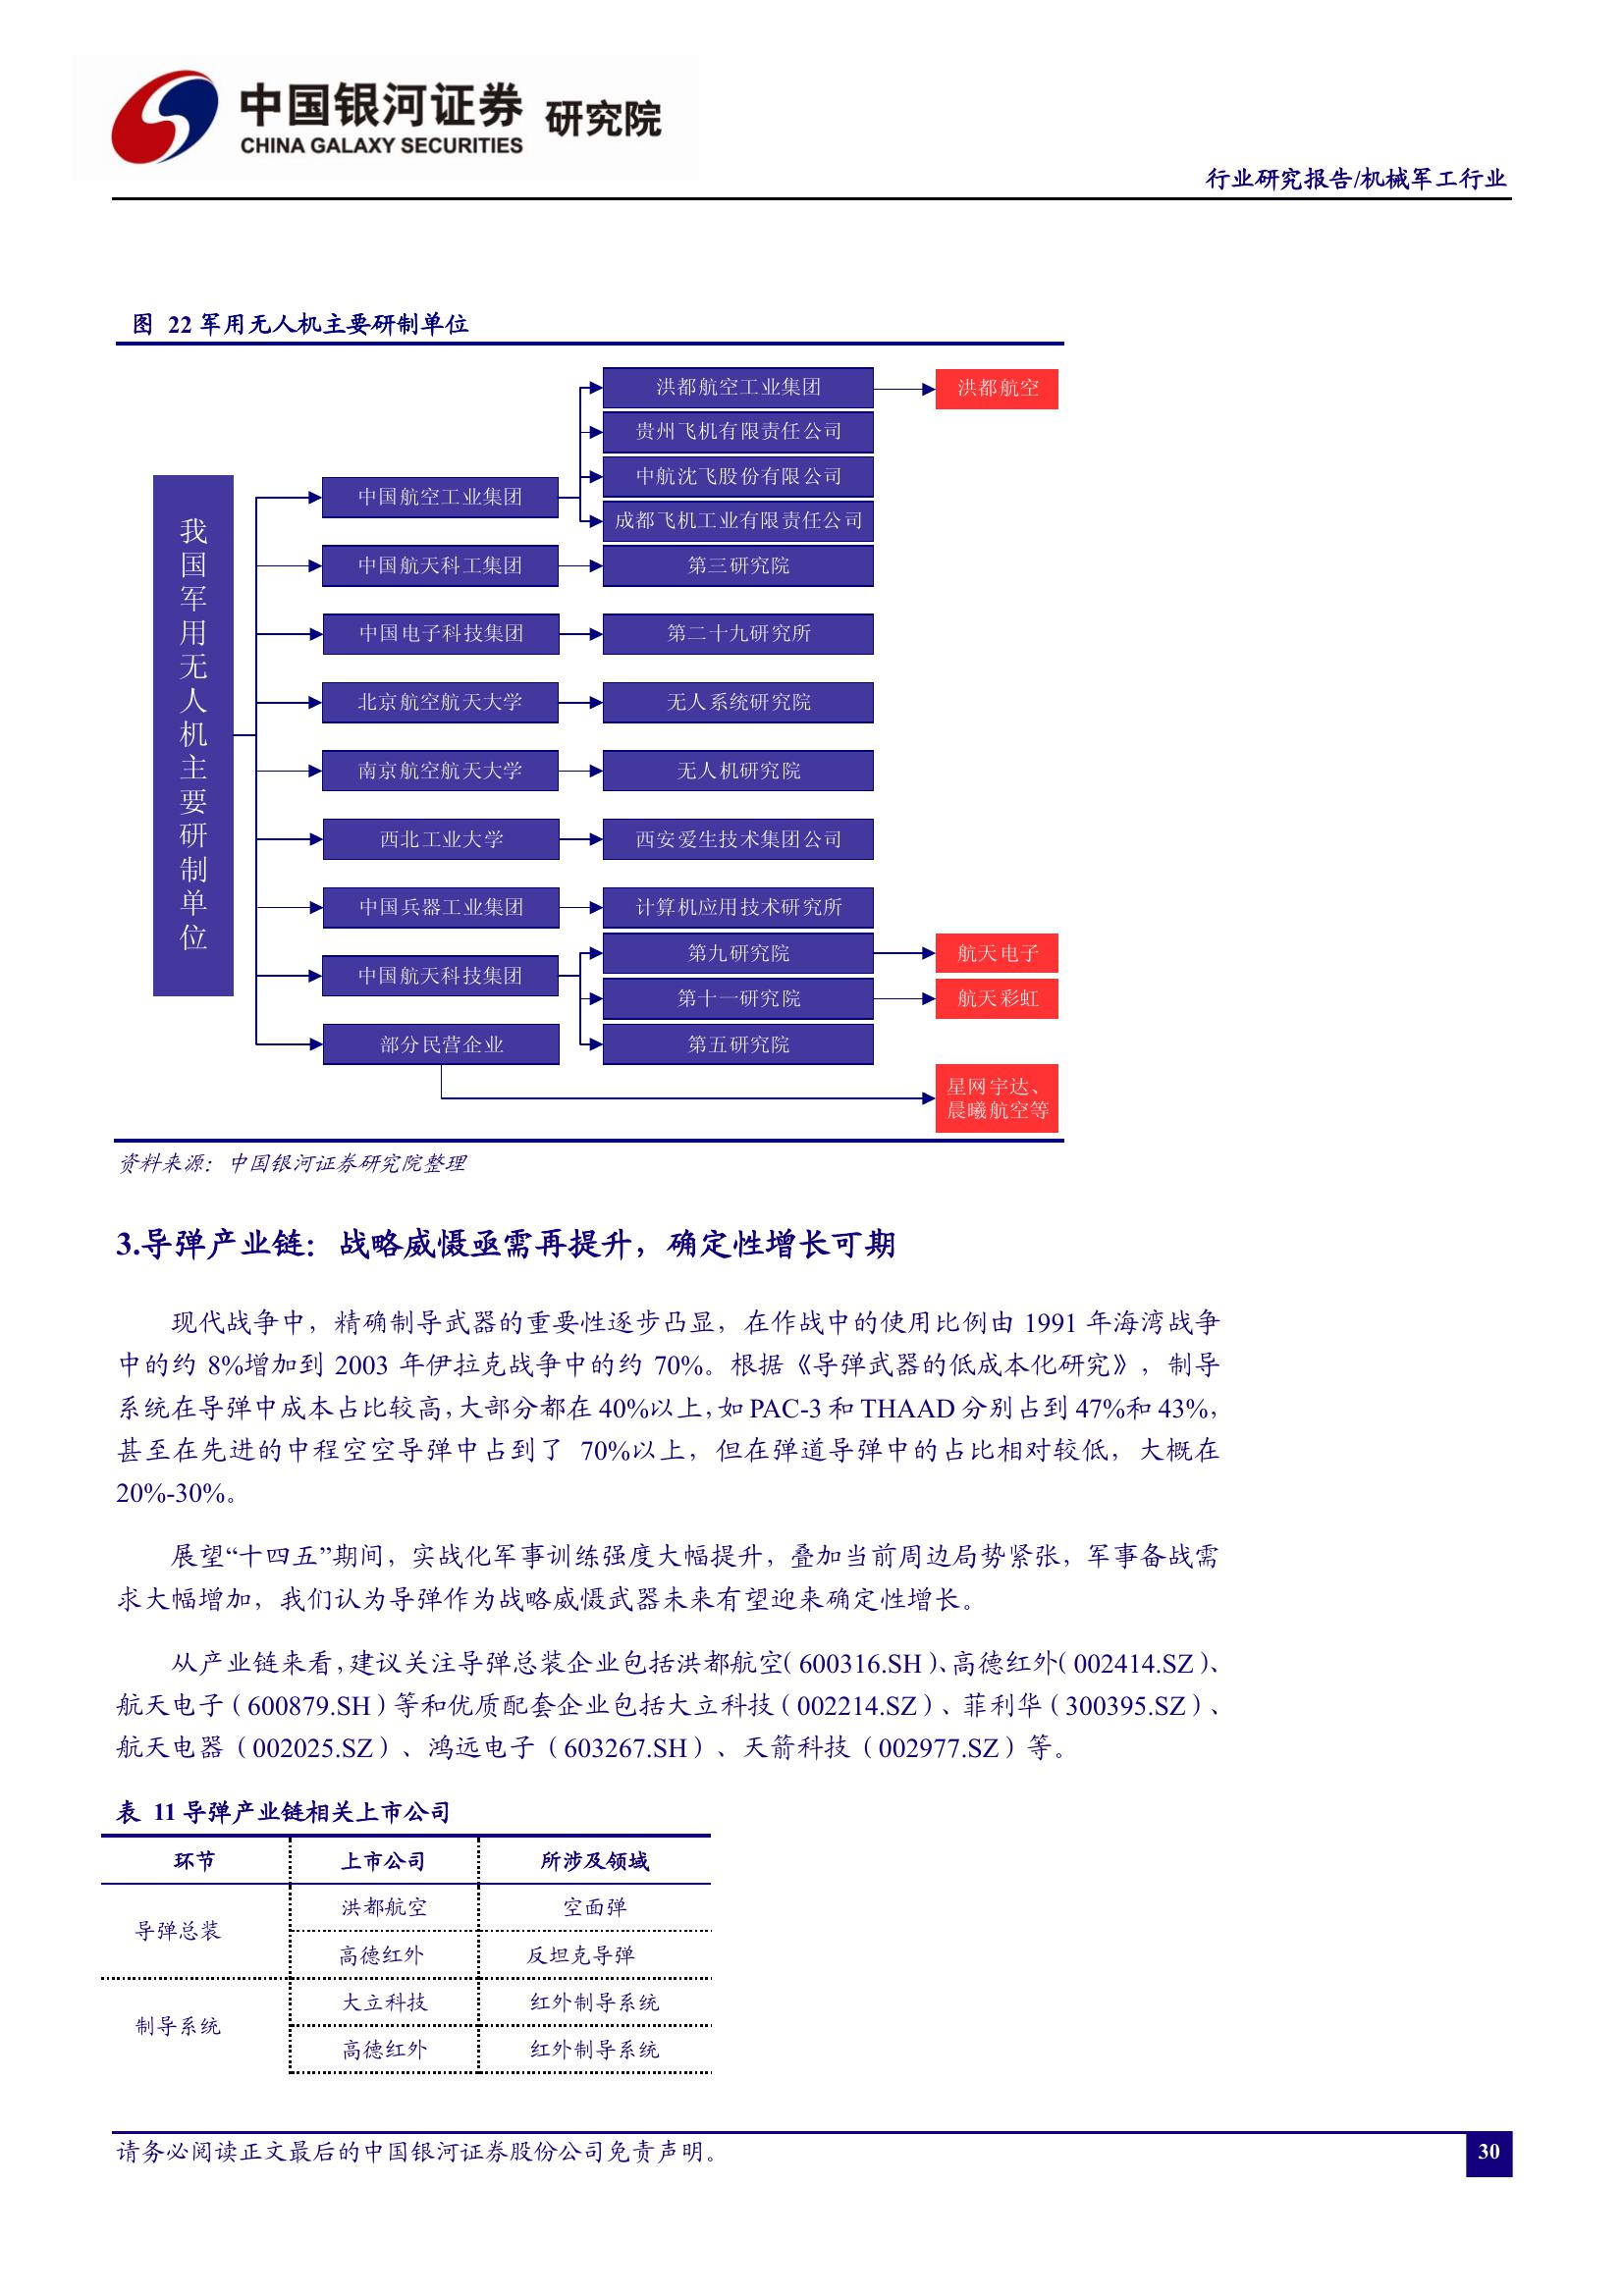 中国银河证券 研究院
CHINA GALAXY SECURITIES
行业研究报告/机械军工行业
图 22 军用无人机主要研制单位
我国军用无人机主要研制单位
中国航空工业集团
洪都航空工业集团
洪都航空
贵州飞机有限责任公司
中航沈飞股份有限公司
成都飞机工业有限责任公司
中国航天科工集团
第三研究院
中国电子科技集团
第二十九研究所
北京航空航天大学
无人系统研究院
南京航空航天大学
无人机研究院
西北工业大学
西安爱生技术集团公司
中国兵器工业集团
计算机应用技术研究所
中国航天科技集团
第九研究院
航天电子
第十一研究院
航天彩虹
第五研究院
部分民营企业
星网宇达、
晨曦航空等
资料来源：中国银河证券研究院整理
3.导弹产业链：战略威慑亟需再提升，确定性增长可期
现代战争中，精确制导武器的重要性逐步凸显，在作战中的使用比例由 1991 年海湾战争
中的约 8%增加到 2003 年伊拉克战争中的约 70%。根据《导弹武器的低成本化研究》，制导
系统在导弹中成本占比较高，大部分都在 40%以上，如 PAC-3 和 THAAD 分别占到 47%和 43%，
甚至在先进的中程空空导弹中占到了 70%以上，但在弹道导弹中的占比相对较低，大概在
20%-30%。
展望“十四五”期间，实战化军事训练强度大幅提升，叠加当前周边局势紧张，军事备战需
求大幅增加，我们认为导弹作为战略威慑武器未来有望迎来确定性增长。
从产业链来看，建议关注导弹总装企业包括洪都航空（600316.SH）、高德红外（002414.SZ）、
航天电子（600879.SH）等和优质配套企业包括大立科技（002214.SZ）、菲利华（300395.SZ）、
航天电器（002025.SZ）、鸿远电子（603267.SH）、天箭科技（002977.SZ）等。
表 11 导弹产业链相关上市公司
环节 上市公司 所涉及领域
导弹总装 洪都航空 空面弹
高德红外 反坦克导弹
制导系统 大立科技 红外制导系统
高德红外 红外制导系统
请务必阅读正文最后的中国银河证券股份公司免责声明。
30